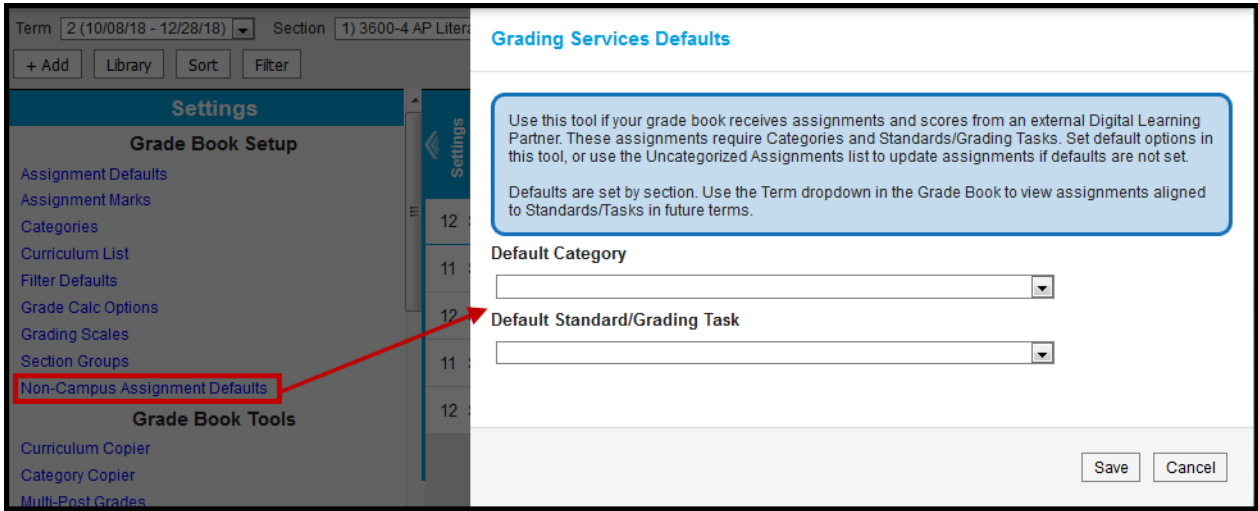 Term 2 (10/08/18 - 12/28/18) Section 1) 3600-4 AP Litera
+ Add Library Sort Filter
Settings
Grade Book Setup
Assignment Defaults
Assignment Marks
Categories
Curriculum List
Filter Defaults
Grade Calc Options
Grading Scales
Section Groups
Non-Campus Assignment Defaults
Grade Book Tools
Curriculum Copier
Category Copier
Multi-Post Grades
Settings
12
11
12
11
12
Grading Services Defaults
Use this tool if your grade book receives assignments and scores from an external Digital Learning
Partner. These assignments require Categories and Standards/Grading Tasks. Set default options in
this tool, or use the Uncategorized Assignments list to update assignments if defaults are not set.
Defaults are set by section. Use the Term dropdown in the Grade Book to view assignments aligned
to Standards/Tasks in future terms.
Default Category
Default Standard/Grading Task
Save Cancel